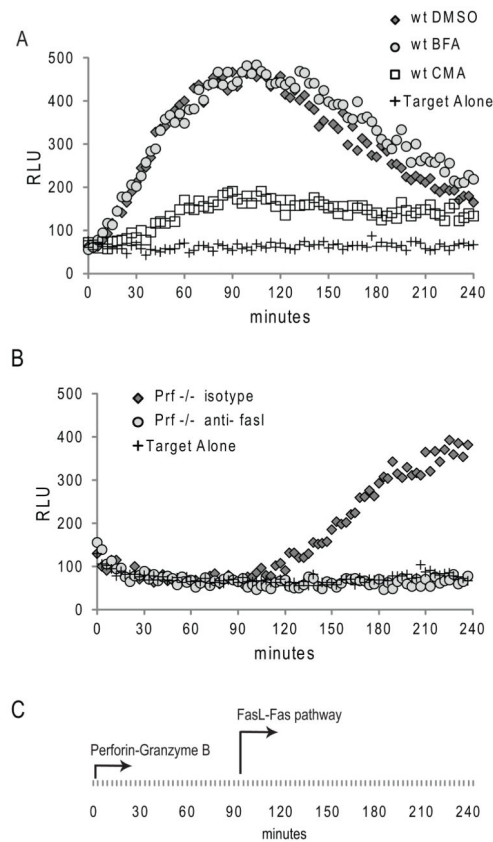 A
wt DMSO
wt BFA
wt CMA
Target Alone
500
400
300
200
100
0
RLU
0 30 60 90 120 150 180 210 240
minutes
B
Prf -/- isotype
Prf -/- anti- fasl
Target Alone
500
400
300
200
100
0
RLU
0 30 60 90 120 150 180 210 240
minutes
C
FasL-Fas pathway
Perforin-Granzyme B
0 30 60 90 120 150 180 210 240
minutes